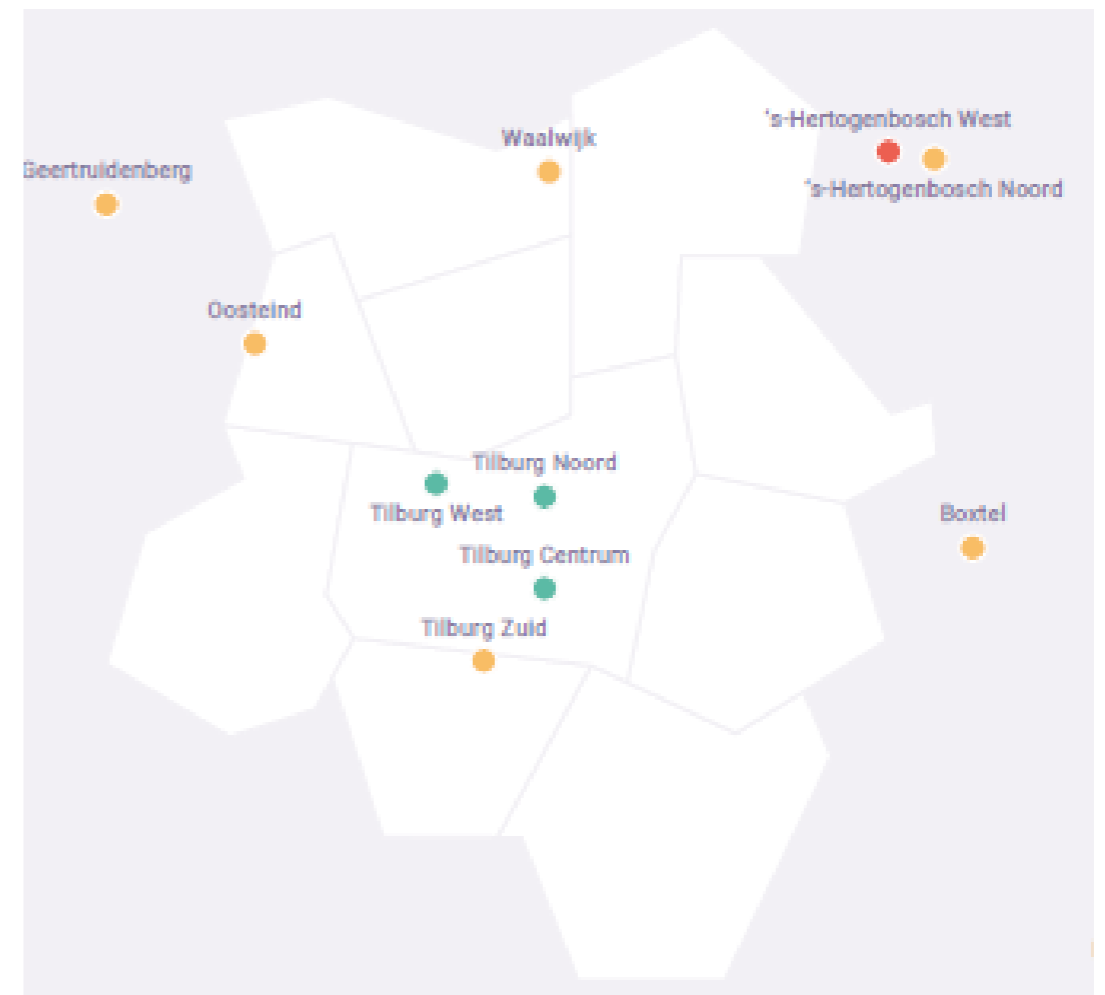 's-Hertogenbosch West
Waalwijk
Geertruidenberg
's-Hertogenbosch Noord
Oosteind
Tilburg Noord
Tilburg West
Boxtel
Tilburg Centrum
Tilburg Zuid